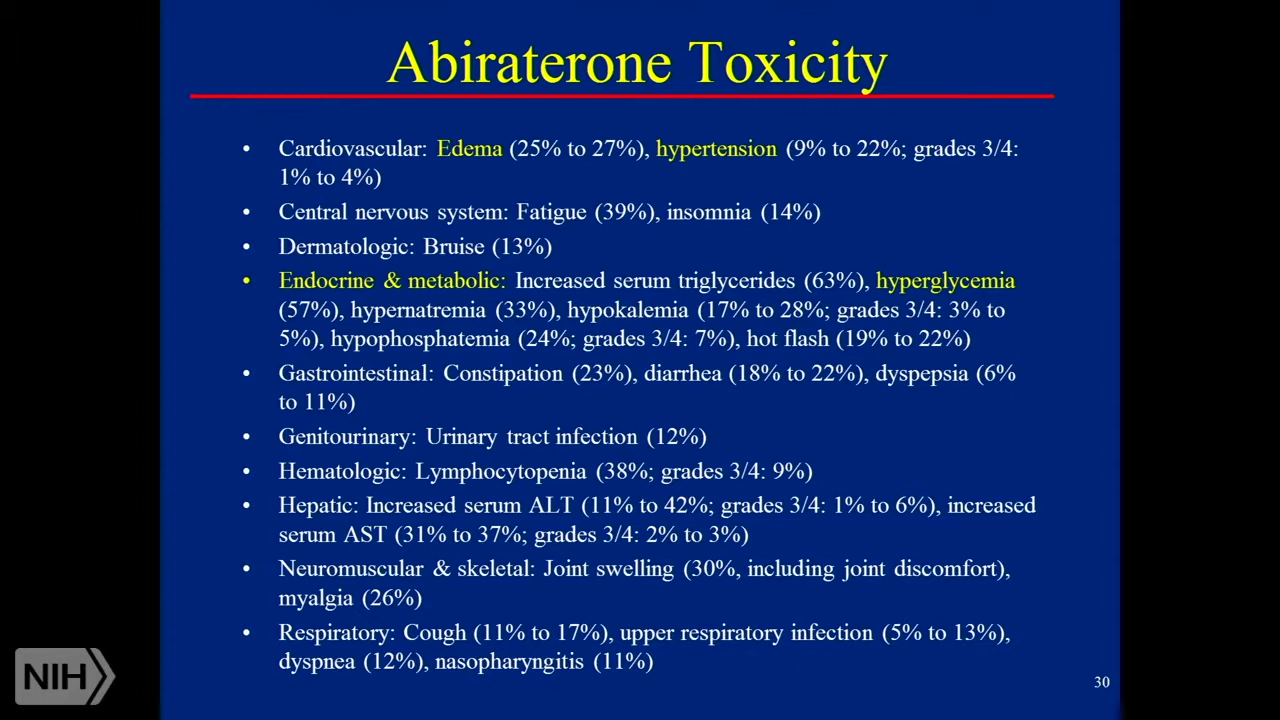 Abiraterone Toxicity
• Cardiovascular: Edema (25% to 27%), hypertension (9% to 22%; grades 3/4:
1% to 4%)
• Central nervous system: Fatigue (39%), insomnia (14%)
• Dermatologic: Bruise (13%)
• Endocrine & metabolic: Increased serum triglycerides (63%), hyperglycemia
(57%), hypernatremia (33%), hypokalemia (17% to 28%; grades 3/4: 3% to
5%), hypophosphatemia (24%; grades 3/4: 7%), hot flash (19% to 22%)
• Gastrointestinal: Constipation (23%), diarrhea (18% to 22%), dyspepsia (6%
to 11%)
• Genitourinary: Urinary tract infection (12%)
• Hematologic: Lymphocytopenia (38%; grades 3/4: 9%)
• Hepatic: Increased serum ALT (11% to 42%; grades 3/4: 1% to 6%), increased
serum AST (31% to 37%; grades 3/4: 2% to 3%)
• Neuromuscular & skeletal: Joint swelling (30%, including joint discomfort),
myalgia (26%)
• Respiratory: Cough (11% to 17%), upper respiratory infection (5% to 13%),
dyspnea (12%), nasopharyngitis (11%)
NIH
30